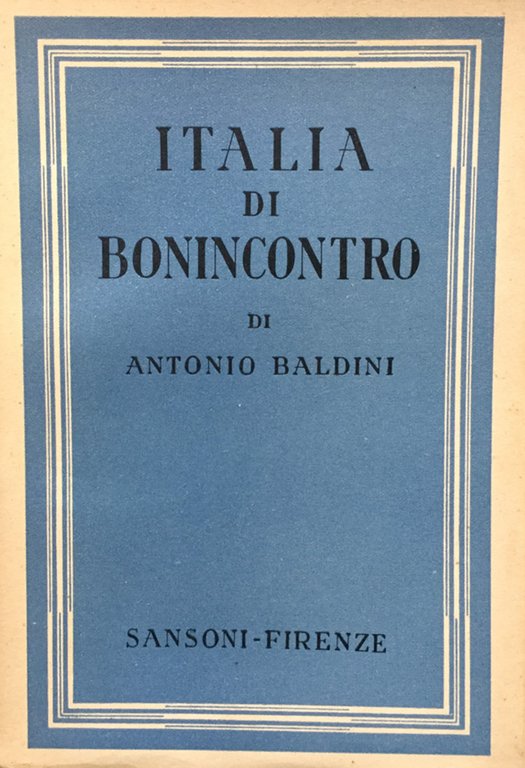 ITALIA
DI
BONINCONTRO
DI
ANTONIO BALDINI
SANSONI-FIRENZE